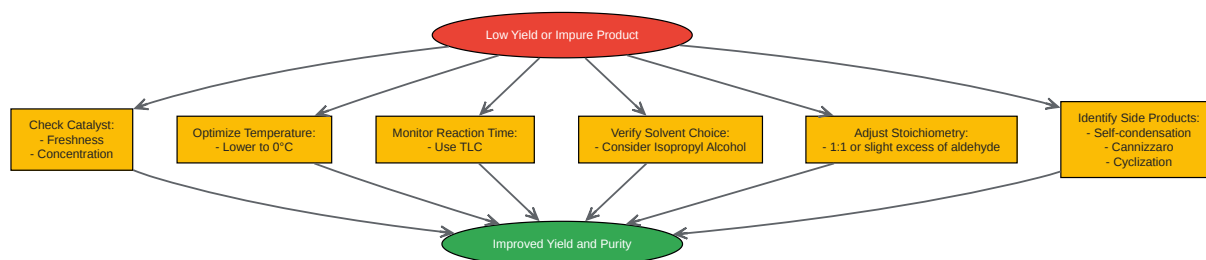 Low Yield or Impure Product
Check Catalyst:
- Freshness
- Concentration
Optimize Temperature:
- Lower to 0°C
Monitor Reaction Time:
- Use TLC
Verify Solvent Choice:
- Consider Isopropyl Alcohol
Adjust Stoichiometry:
- 1:1 or slight excess of aldehyde
Identify Side Products:
- Self-condensation
- Cannizzaro
- Cyclization
Improved Yield and Purity